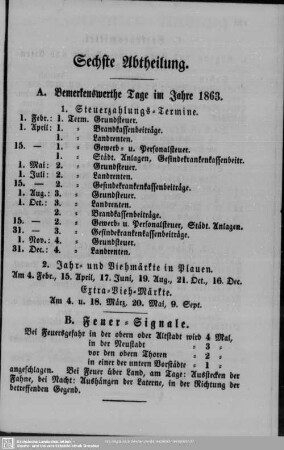 Sechste Abtheilung.
A. Bemerkenswerthe Tage im Jahre 1863.
1. Steuerzahlungs-Termine.
1. Febr.: 1. Term. Grundsteuer.
1. April: 1. „ Brandkassenbeiträge.
1. „ Landrenten.
15. — 1. „ Gewerb- u. Personalsteuer.
1. „ Städt. Anlagen, Gesindekrankenkassenbeitr.
1. Mai: 2. „ Grundsteuer.
1. Juli: 2. „ Landrenten.
15. — 2. „ Gesindekrankenkassenbeiträge.
1. Aug.: 3. „ Grundsteuer.
1. Oct.: 3. „ Landrenten.
2. „ Brandkassenbeiträge.
15. — 2. „ Gewerb- u. Personalsteuer, Städt. Anlagen.
31. — 3. „ Gesindekrankenkassenbeiträge.
1. Nov.: 4. „ Grundsteuer.
31. Dec.: 4. „ Landrenten.
2. Jahr- und Viehmärkte in Plauen.
Am 4. Febr., 15. April, 17. Juni, 19. Aug., 21. Oct., 16. Dec.
Extra-Vieh-Märkte.
Am 4. u. 18. März, 20. Mai, 9. Sept.
B. Feuer-Signale.
Bei Feuersgefahr in der obern oder Altstadt wird 4 Mal,
in der Neustadt „ 3 „
vor den obern Thoren „ 2 „
in einer der untern Vorstädte „ 1 „
angeschlagen. Bei Feuer über Land, am Tage: Ausstecken der
Fahne, bei Nacht: Aushängen der Laterne, in der Richtung der
betreffenden Gegend.